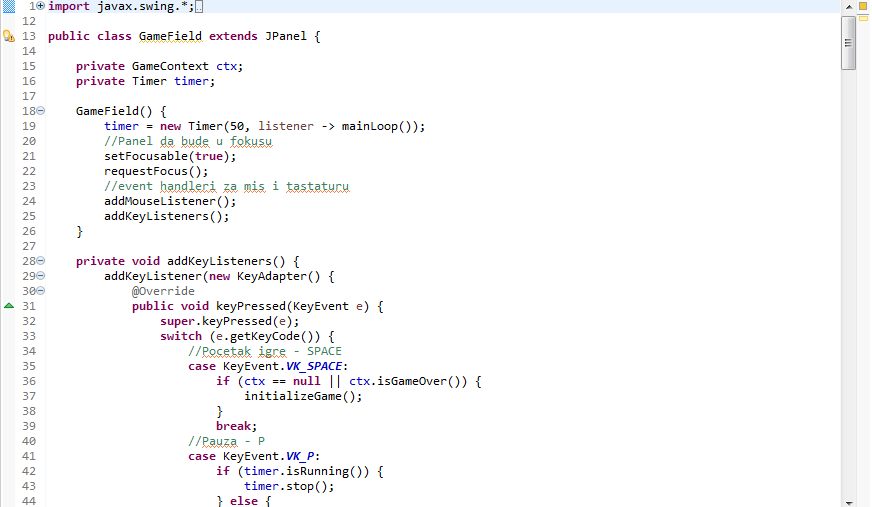 1 import javax.swing.*;
12
13 public class GameField extends JPanel {
14
15     private GameContext ctx;
16     private Timer timer;
17
18     GameField() {
19         timer = new Timer(50, listener -> mainLoop());
20         //Panel da bude u fokusu
21         setFocusable(true);
22         requestFocus();
23         //event handleri za mis i tastaturu
24         addMouseListener();
25         addKeyListeners();
26     }
27
28     private void addKeyListeners() {
29         addKeyListener(new KeyAdapter() {
30             @Override
31             public void keyPressed(KeyEvent e) {
32                 super.keyPressed(e);
33                 switch (e.getKeyCode()) {
34                     //Pocetak igre - SPACE
35                     case KeyEvent.VK_SPACE:
36                         if (ctx == null || ctx.isGameOver()) {
37                             initializeGame();
38                         }
39                         break;
40                     //Pauza - P
41                     case KeyEvent.VK_P:
42                         if (timer.isRunning()) {
43                             timer.stop();
44                         } else {